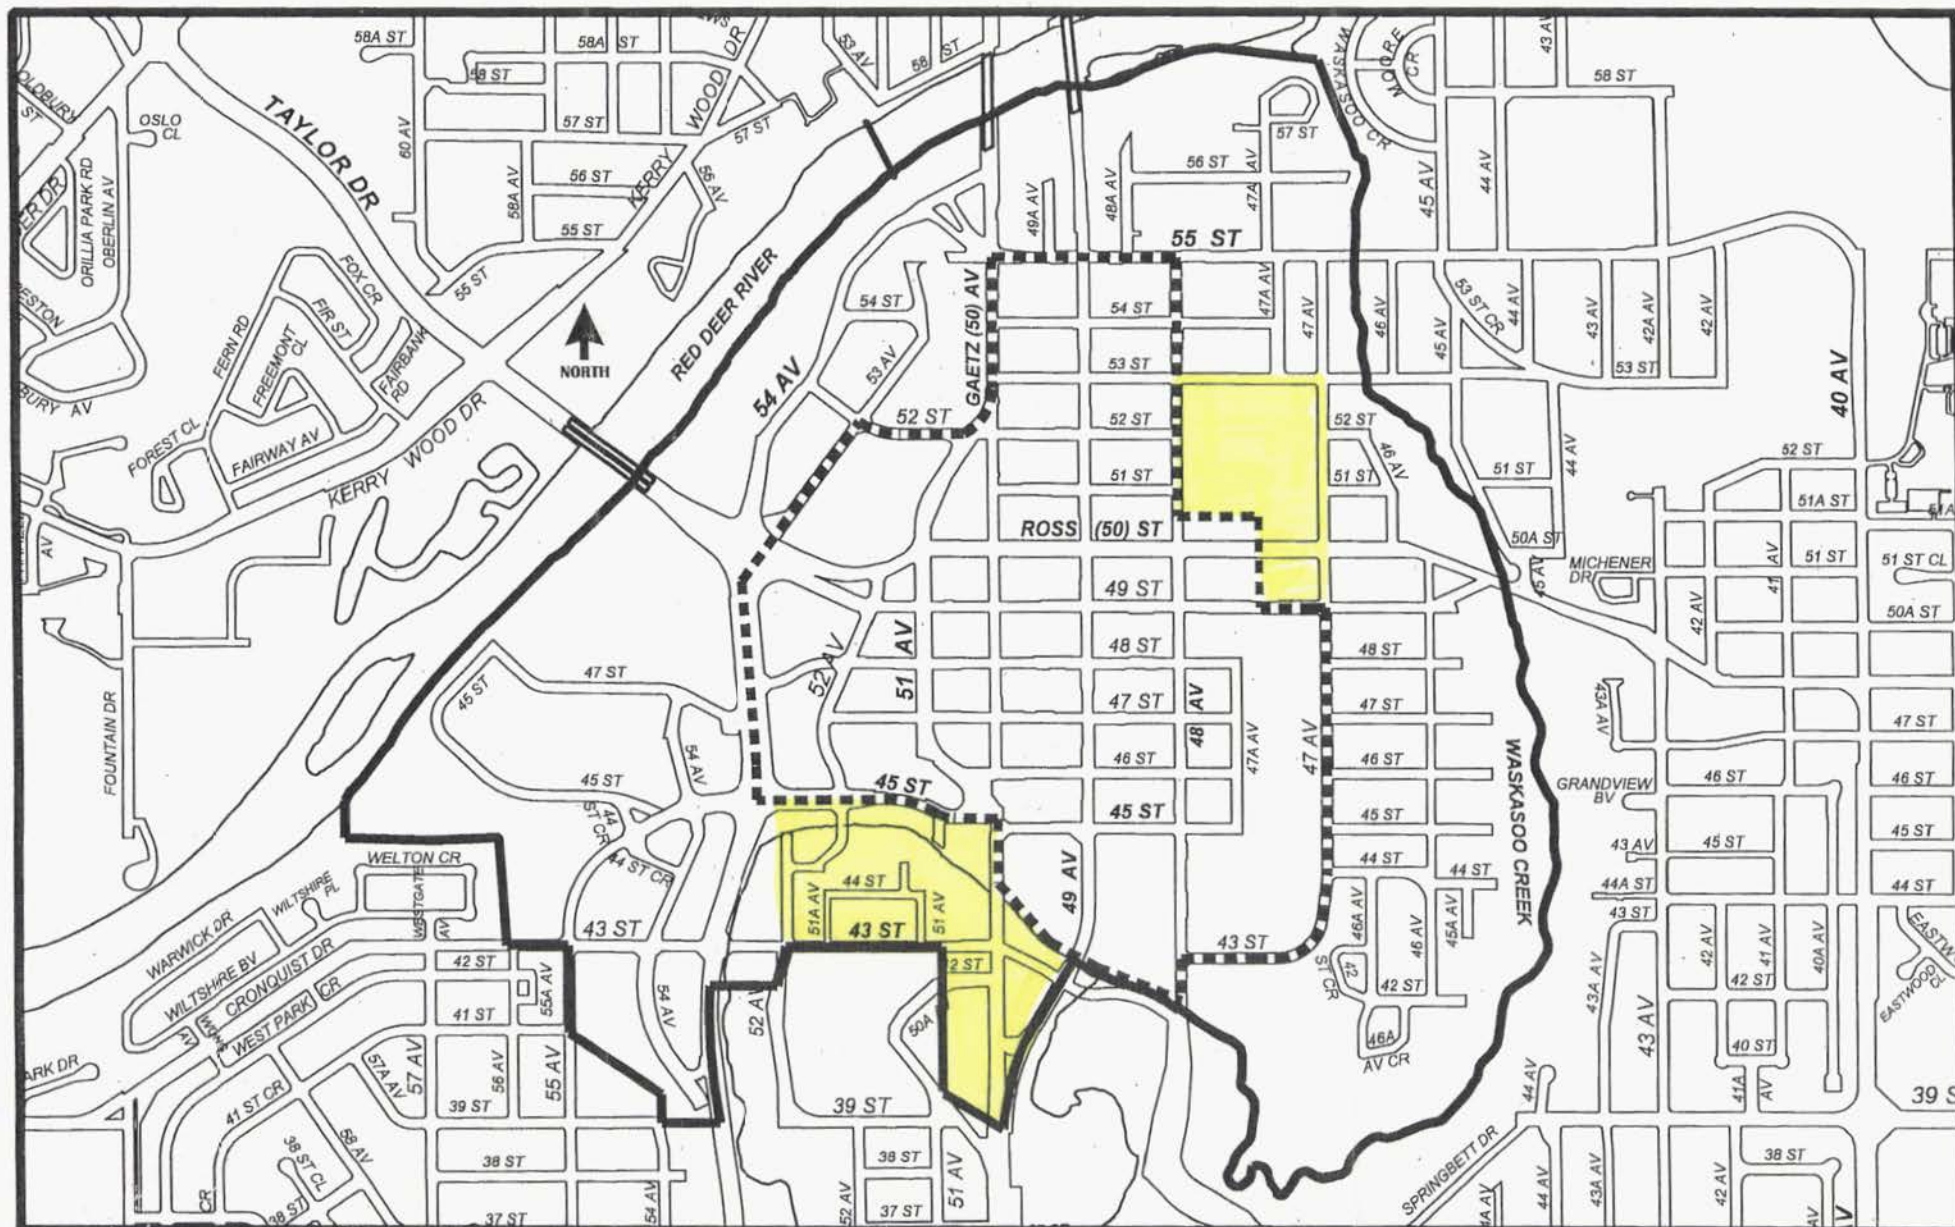 58A ST
58A ST
WOOD DR
53 AV
58 ST
58 ST
WASKASOO CR
MOORE CR
43 AV
58 ST
OLDBURY ST
OSLO CL
TAYLOR DR
60 AV
57 ST
57 ST
57 ST
ORILLIA PARK RD
OBERLIN AV
58A AV
56 ST
KERRY
56 AV
49A AV
48A AV
56 ST
47A AV
45 AV
44 AV
55 ST
55 ST
55 ST
FOX CR
FIR ST
FERN RD
FREEMONT CL
FAIRBANK RD
NORTH
RED DEER RIVER
54 ST
GAETZ (50) AV
54 ST
47A AV
47 AV
46 AV
45 AV
53 ST CR
44 AV
43 AV
42A AV
42 AV
53 AV
53 ST
53 ST
40 AV
54 AV
52 ST
52 ST
52 ST
46 AV
44 AV
52 ST
FOREST CL
FAIRWAY AV
KERRY WOOD DR
51 ST
51 ST
51 ST
51A ST
ROSS (50) ST
50A ST
45 AV
MICHENER DR
41 AV
51 ST
51 ST CL
49 ST
42 AV
50A ST
52 AV
51 AV
48 ST
48 ST
45 ST
47 ST
47 ST
48 AV
47 ST
43A AV
47 ST
FOUNTAIN DR
54 AV
46 ST
47A AV
47 AV
46 ST
WASKASOO CREEK
GRANDVIEW BV
46 ST
46 ST
45 ST
45 ST
45 ST
45 ST
45 ST
45 ST
44 ST CR
44 ST CR
43 AV
WELTON CR
WILTSHIRE PL
WESTGATE AV
44 ST
49 AV
44 ST
44 ST
44A ST
44 ST
WARWICK DR
43 ST
51A AV
43 ST
51 AV
43 ST
49A AV
46 AV
45A AV
43 ST
42 AV
41 AV
40A AV
WILTSHIRE BV
CRONQUIST DR
42 ST
55A AV
42 ST CR
42 ST
43A AV
42 ST
EASTWOOD CL
WEST PARK CR
41 ST
54 AV
52 AV
50A
46A AV CR
43 AV
40 ST
57A AV
57 AV
56 AV
55 AV
41 ST CR
39 ST
39 ST
44 AV
41A AV
38 ST CL
58 AV
38 ST
38 ST
51 AV
SPRINGBETT DR
38 ST
38 ST
37 ST
54 AV
52 AV
37 ST
44 AV
43A AV
42 AV